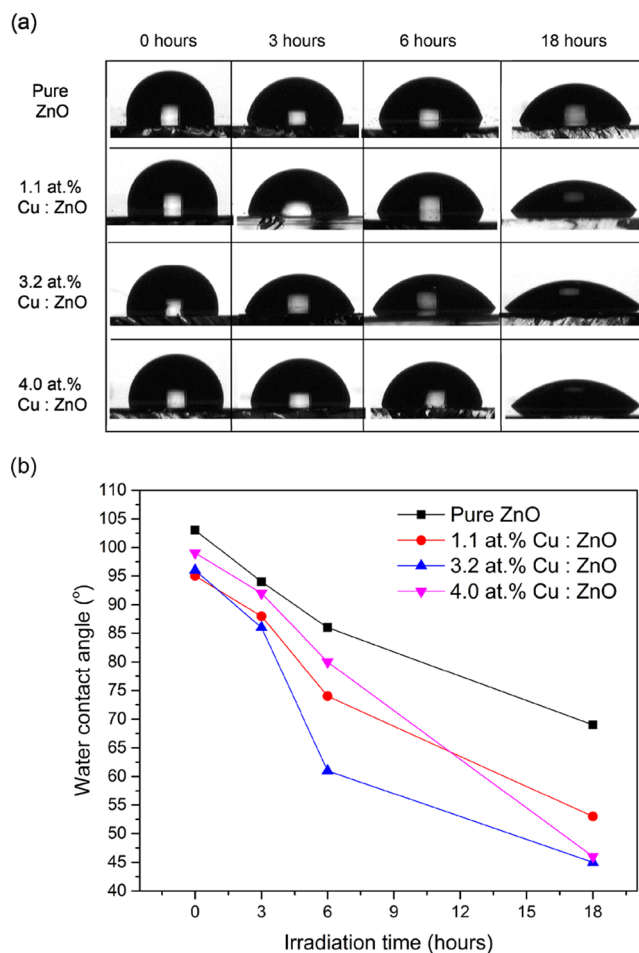 (a)
0 hours 3 hours 6 hours 18 hours
Pure
ZnO
1.1 at.%
Cu : ZnO
3.2 at.%
Cu : ZnO
4.0 at.%
Cu : ZnO
(b)
110
105
100
95
90
85
80
75
70
65
60
55
50
45
40
Water contact angle (°)
Pure ZnO
1.1 at.% Cu : ZnO
3.2 at.% Cu : ZnO
4.0 at.% Cu : ZnO
0 3 6 9 12 15 18
Irradiation time (hours)